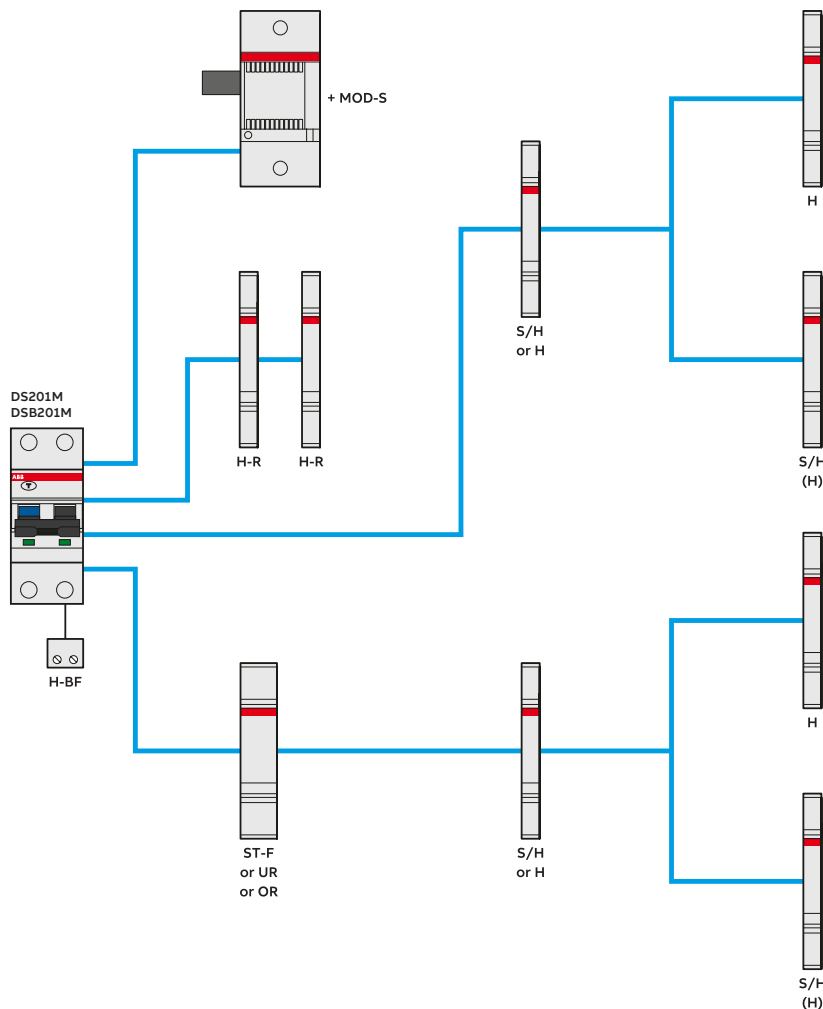 + MOD-S
H
S/H
or H
H-R
H-R
S/H
(H)
DS201M
DSB201M
ABB
H-BF
H
ST-F
or UR
or OR
S/H
or H
S/H
(H)